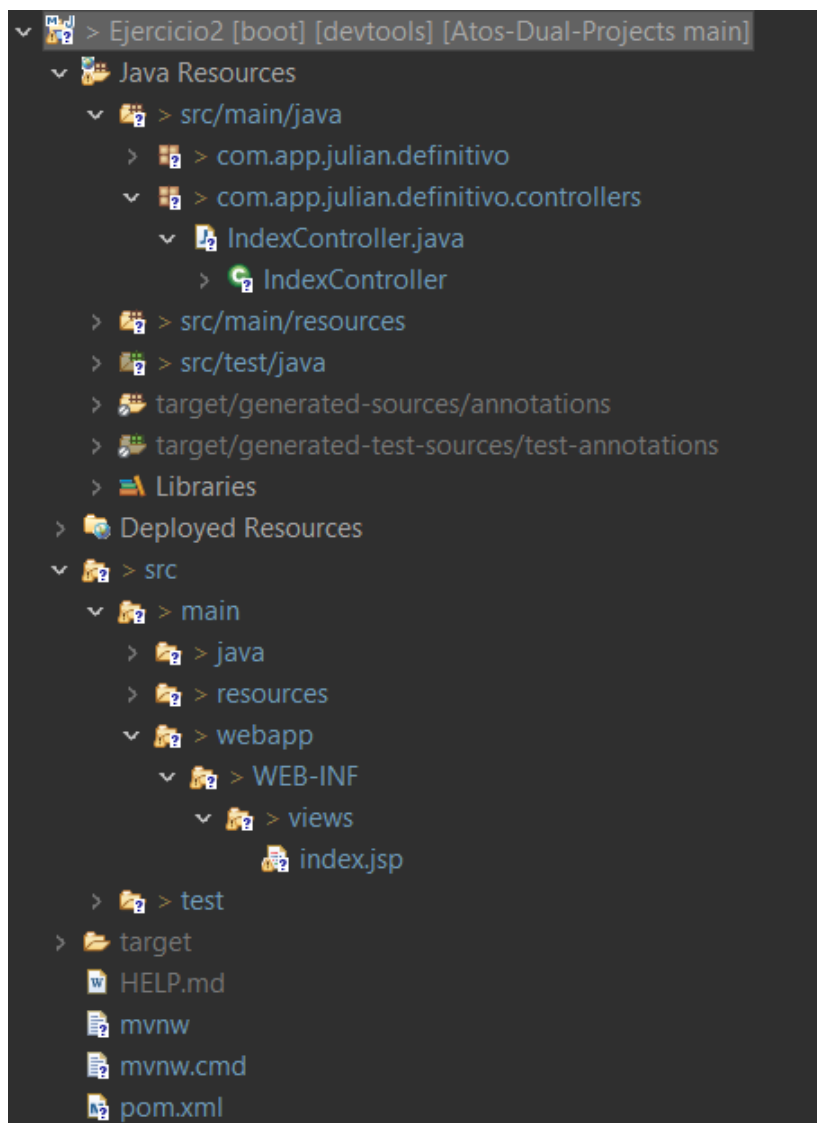 > Ejercicio2 [boot] [devtools] [Atos-Dual-Projects main]
Java Resources
> src/main/java
> com.app.julian.definitivo
> com.app.julian.definitivo.controllers
IndexController.java
IndexController
> src/main/resources
> src/test/java
target/generated-sources/annotations
target/generated-test-sources/test-annotations
Libraries
Deployed Resources
> src
> main
> java
> resources
> webapp
> WEB-INF
> views
index.jsp
> test
target
HELP.md
mvnw
mvnw.cmd
pom.xml